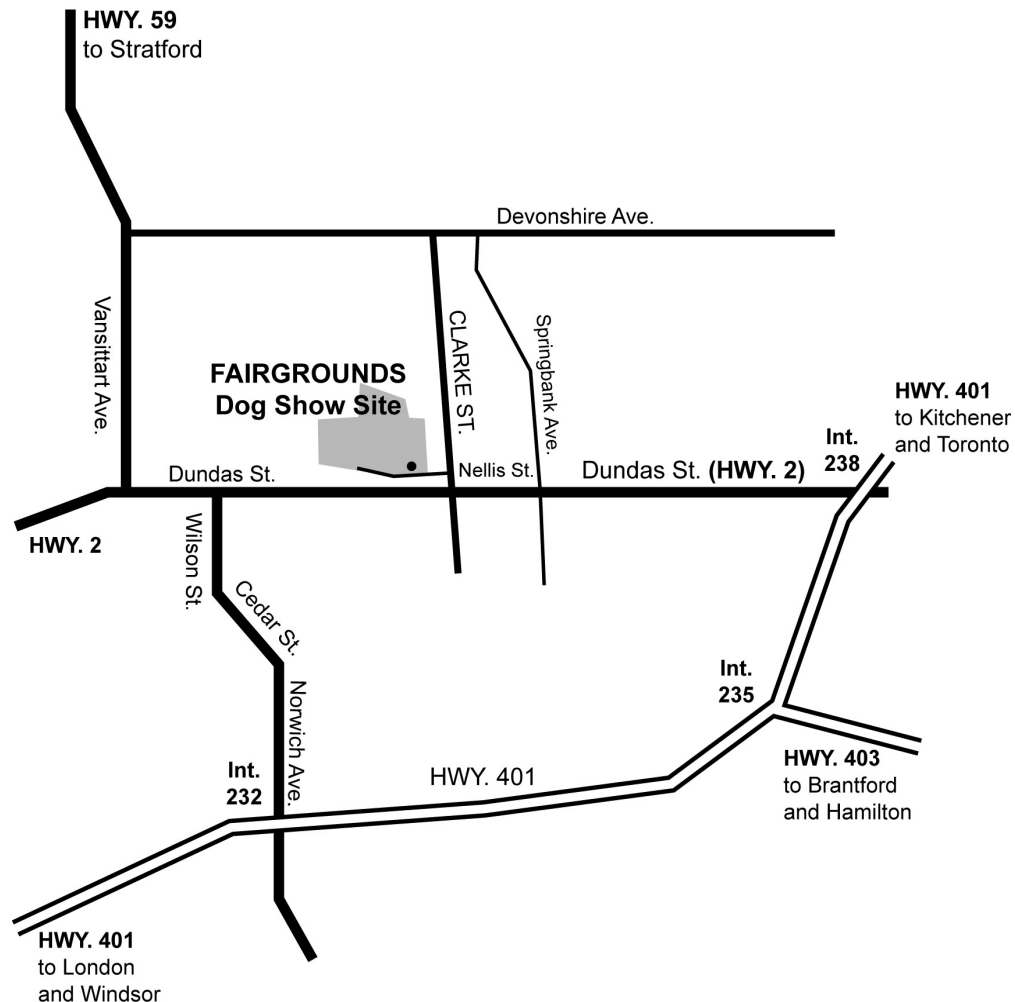 HWY. 59
to Stratford
Devonshire Ave.
Vansittart Ave.
CLARKE ST.
Springbank Ave.
FAIRGROUNDS
Dog Show Site
HWY. 401
to Kitchener
and Toronto
Int.
238
Dundas St.
Nellis St.
Dundas St. (HWY. 2)
HWY. 2
Wilson St.
Cedar St.
Norwich Ave.
Int.
235
Int.
232
HWY. 401
HWY. 403
to Brantford
and Hamilton
HWY. 401
to London
and Windsor